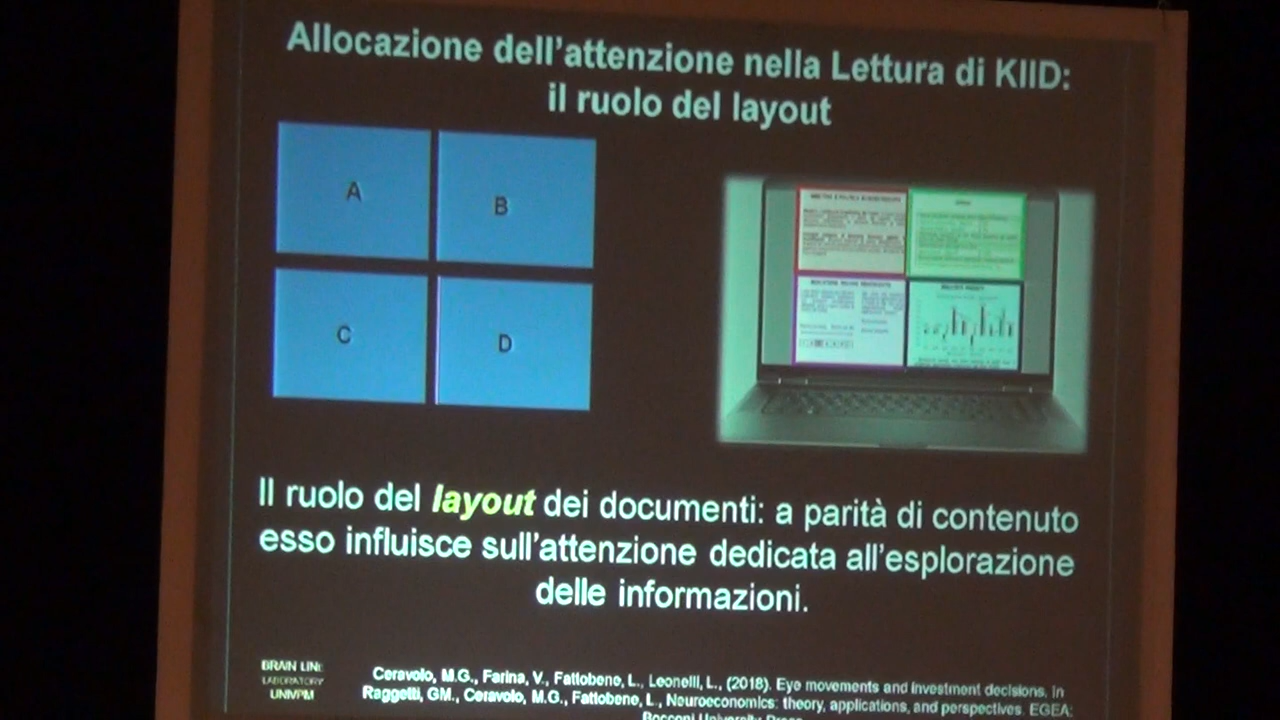 Allocazione dell'attenzione nella Lettura di KIID:
il ruolo del layout
A
B
C
D
Il ruolo del layout dei documenti: a parità di contenuto
esso influisce sull'attenzione dedicata all'esplorazione
delle informazioni.
BRAIN LINE
LABORATORY
UNIVPM
Ceravolo, M.G., Farina, V., Fattobene, L., Leonelli, L., (2018). Eye movements and investment decisions. In
Raggetti, GM., Ceravolo, M.G., Fattobene, L., Neuroeconomics: theory, applications, and perspectives. EGEA:
Bocconi University Press